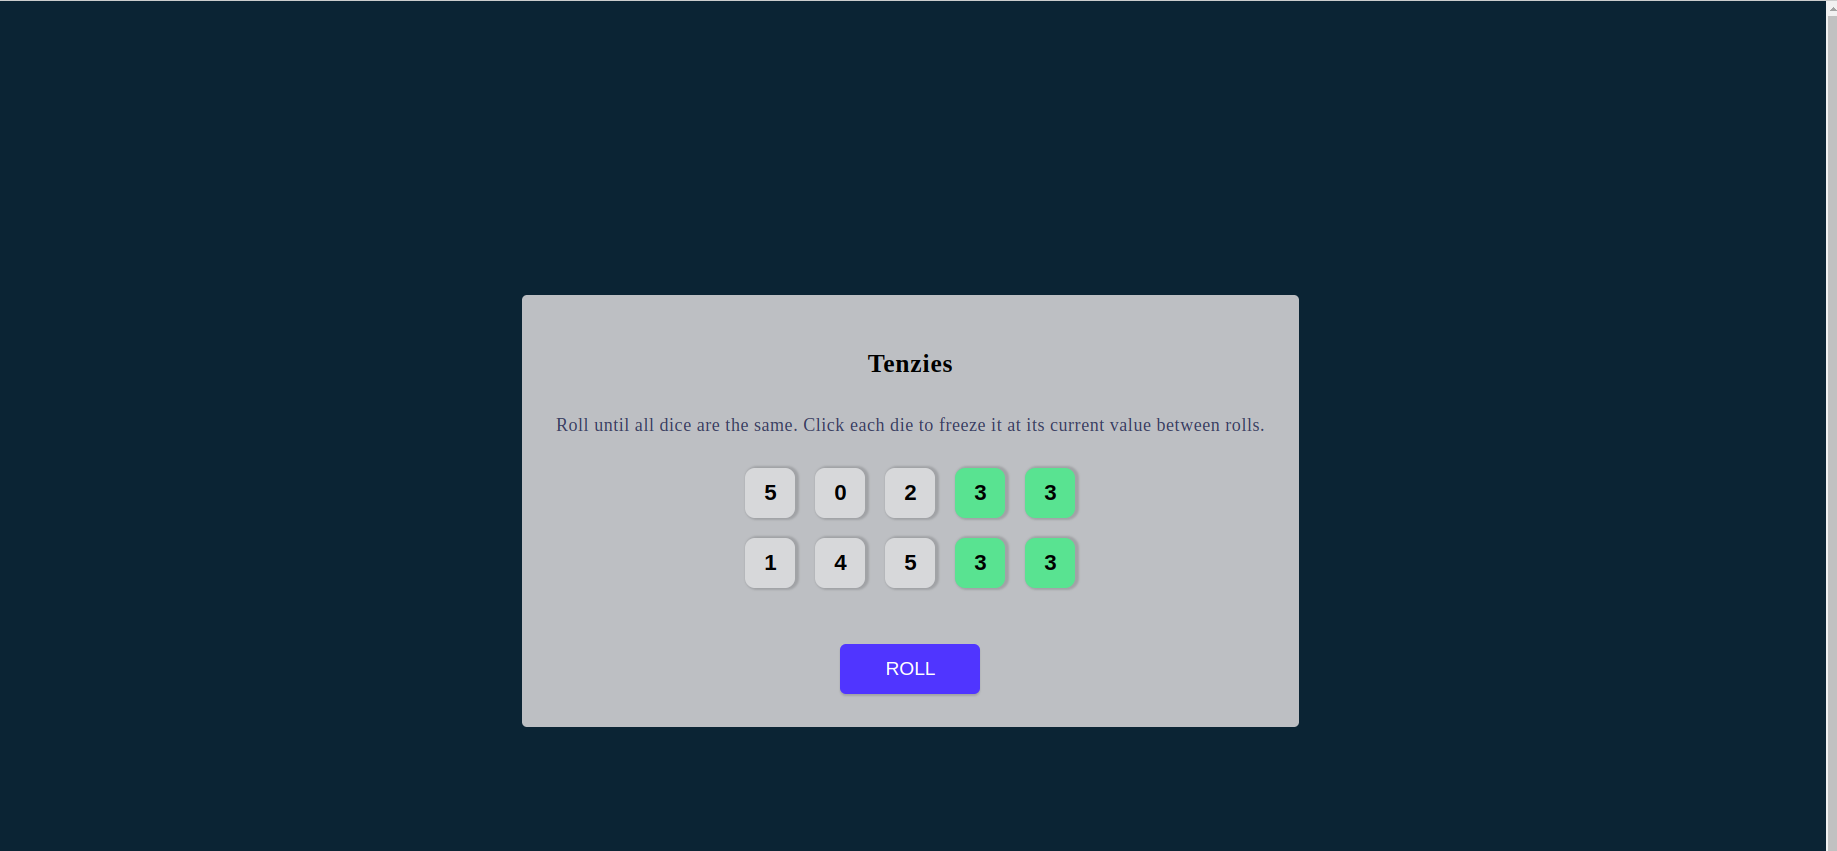 Tenzies
Roll until all dice are the same. Click each die to freeze it at its current value between rolls.
5 0 2 3 3
1 4 5 3 3
ROLL